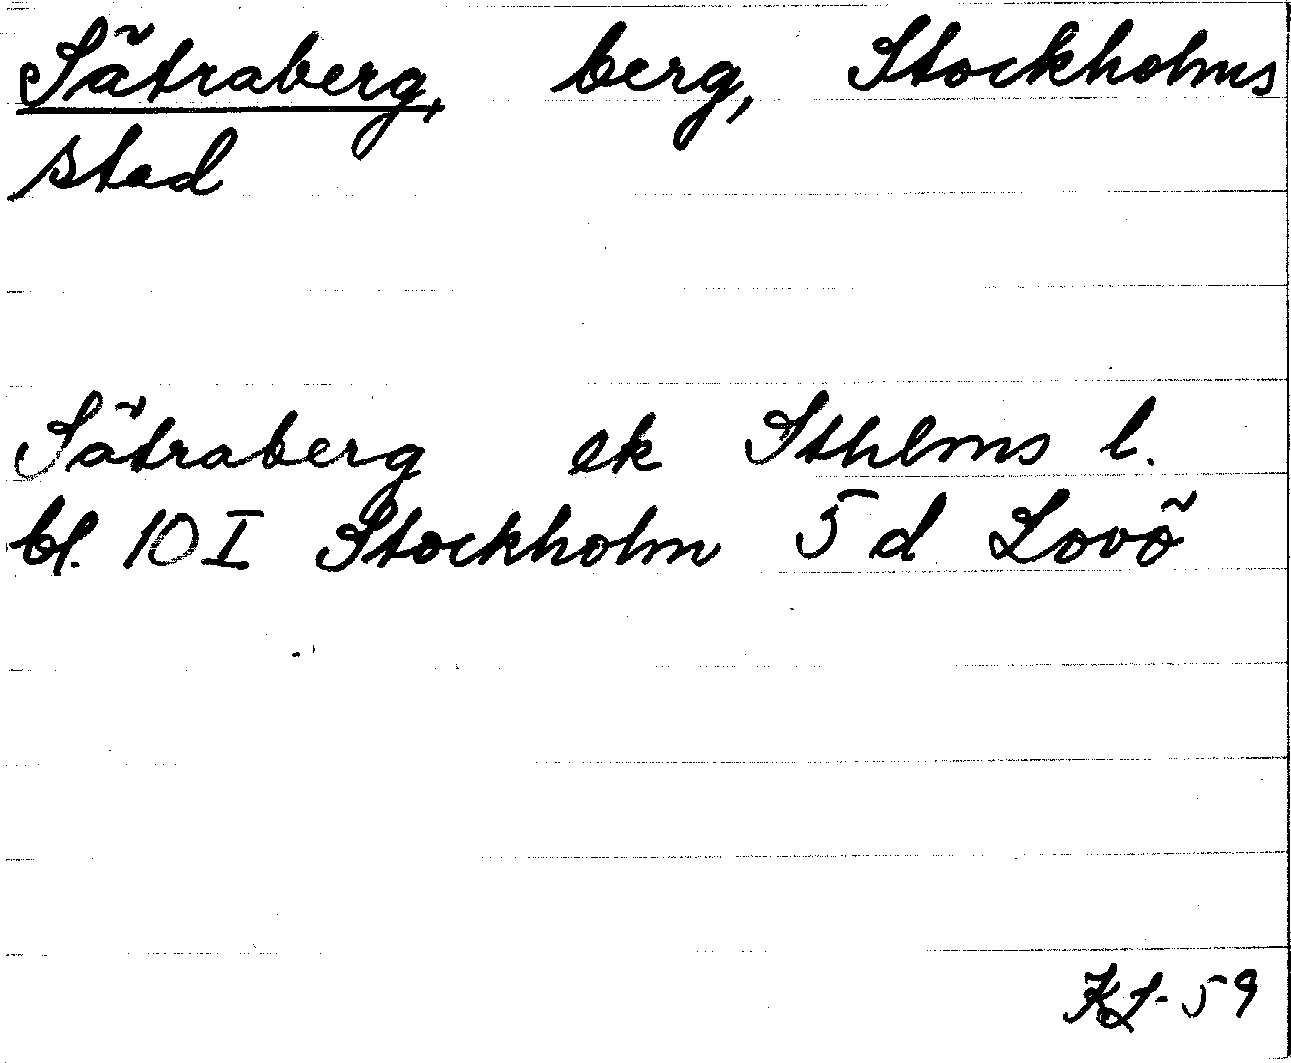 Sätraberg, berg, Stockholms
stad
Sätraberg ek Sthlms l.
bl. 10 I Stockholm 5 d Lovö
KL-59